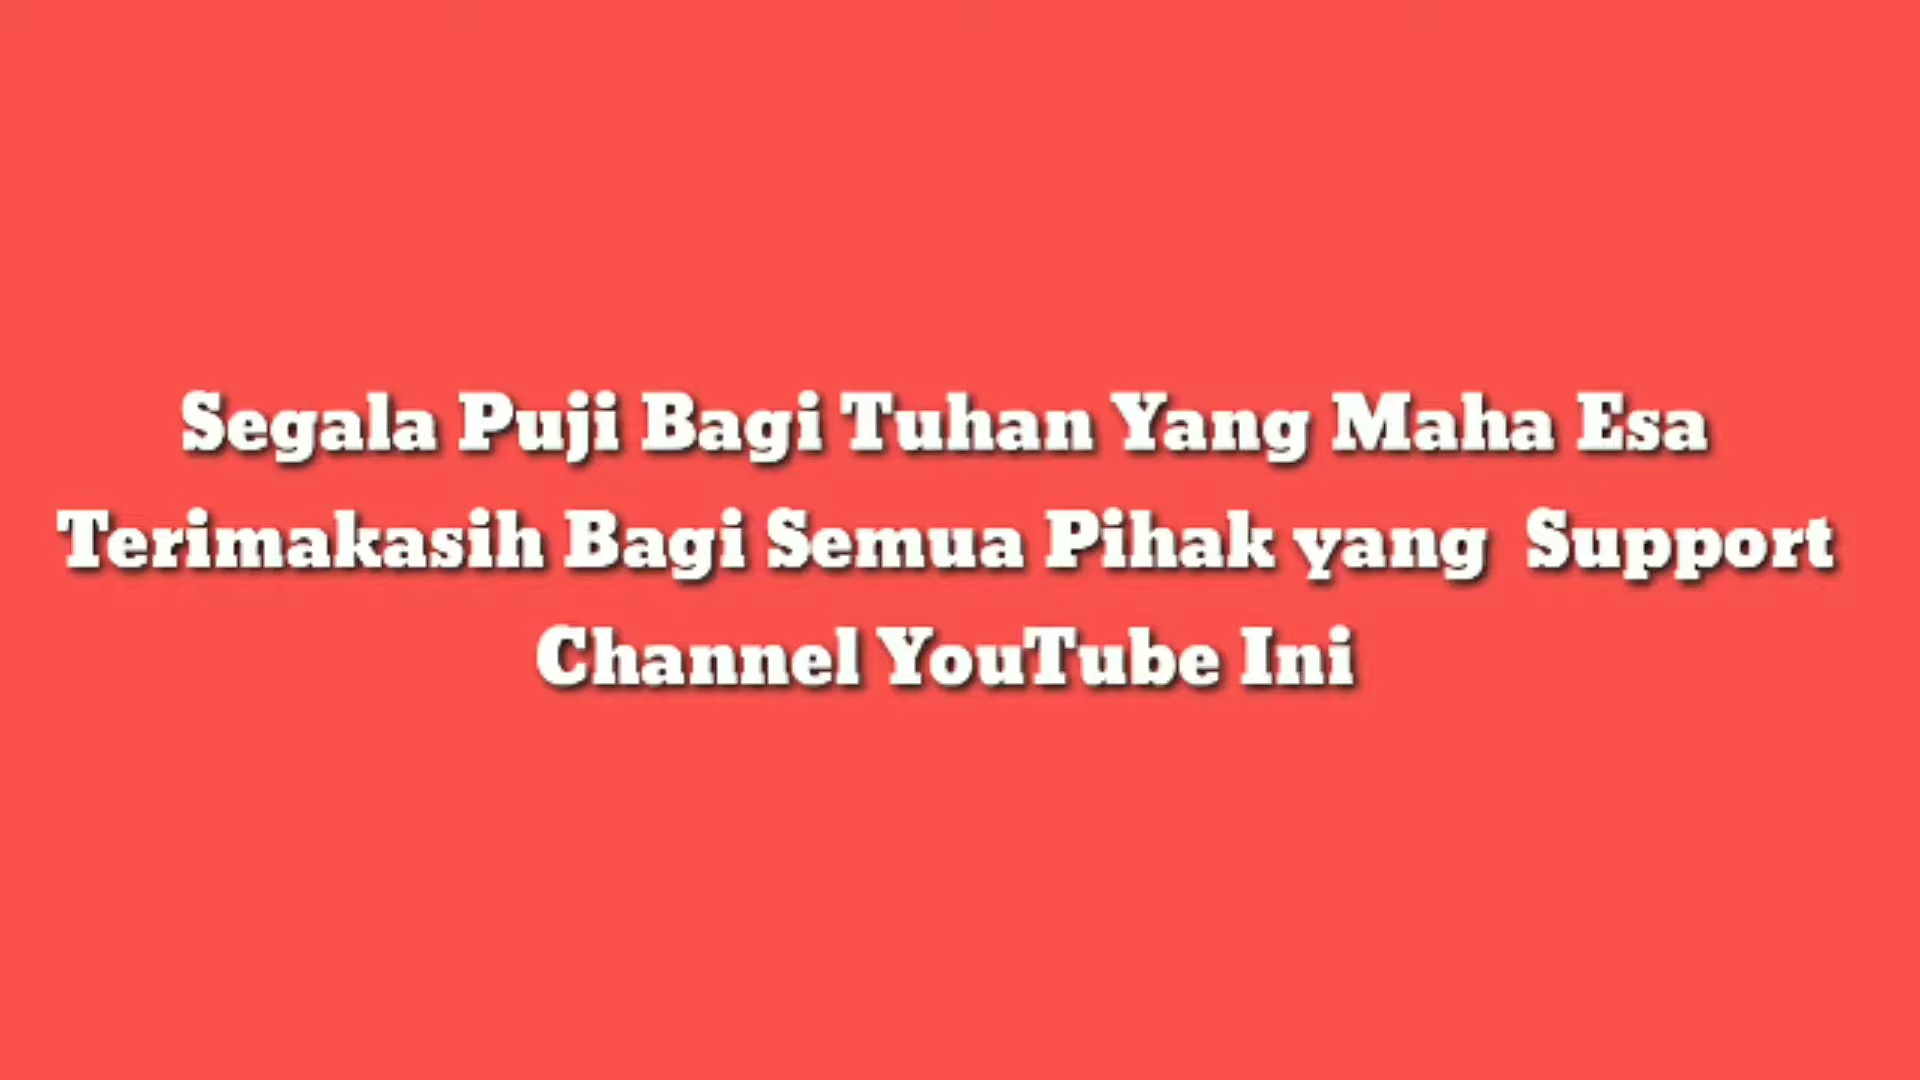 Segala Puji Bagi Tuhan Yang Maha Esa
Terimakasih Bagi Semua Pihak yang  Support
Channel YouTube Ini